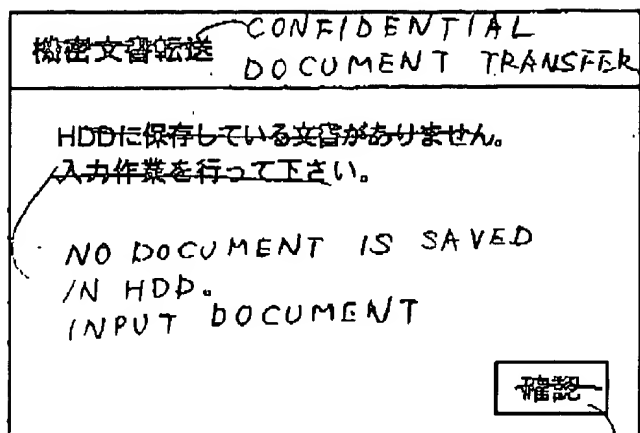 機密文書転送
CONFIDENTIAL
DOCUMENT TRANSFER
HDDに保存している文書がありません。
入力作業を行って下さい。
NO DOCUMENT IS SAVED
IN HDD.
INPUT DOCUMENT
確認